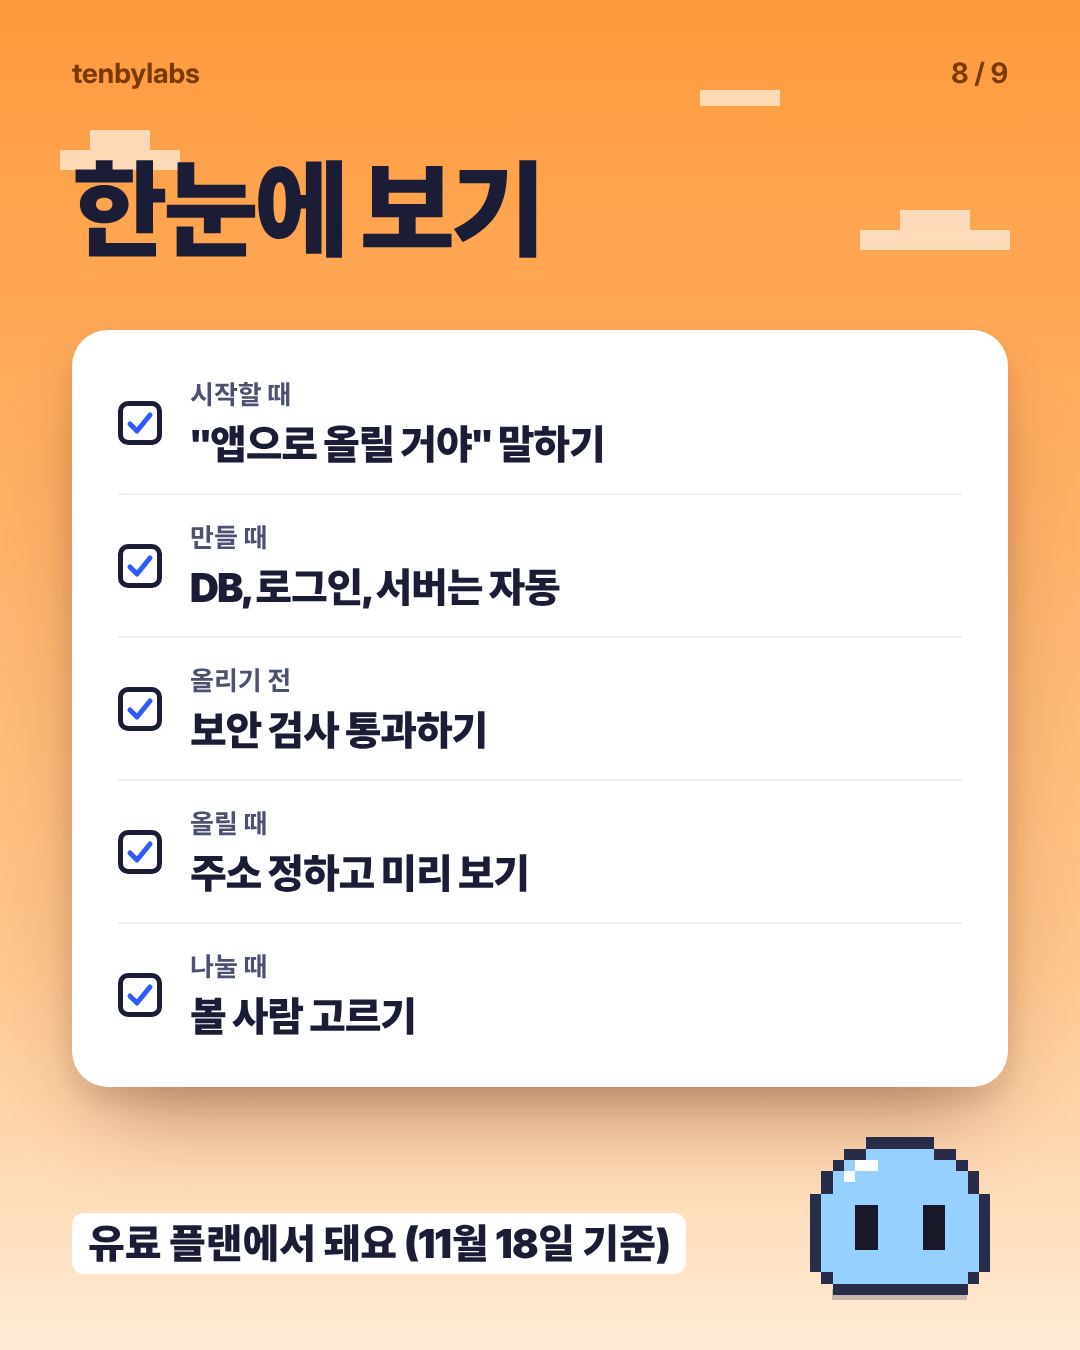 tenbylabs
8 / 9
한눈에 보기
시작할 때
"앱으로 올릴 거야" 말하기
만들 때
DB, 로그인, 서버는 자동
올리기 전
보안 검사 통과하기
올릴 때
주소 정하고 미리 보기
나눌 때
볼 사람 고르기
유료 플랜에서 돼요 (11월 18일 기준)